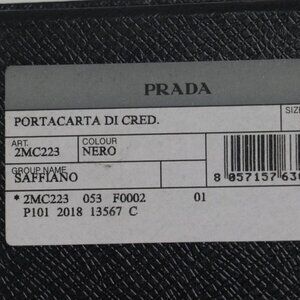 PRADA
PORTACARTA DI CRED.
SIZE
ART. COLOUR
2MC223 NERO
GROUP NAME
SAFFIANO
8 057157 630
* 2MC223 053 F0002 01
P101 2018 13567 C